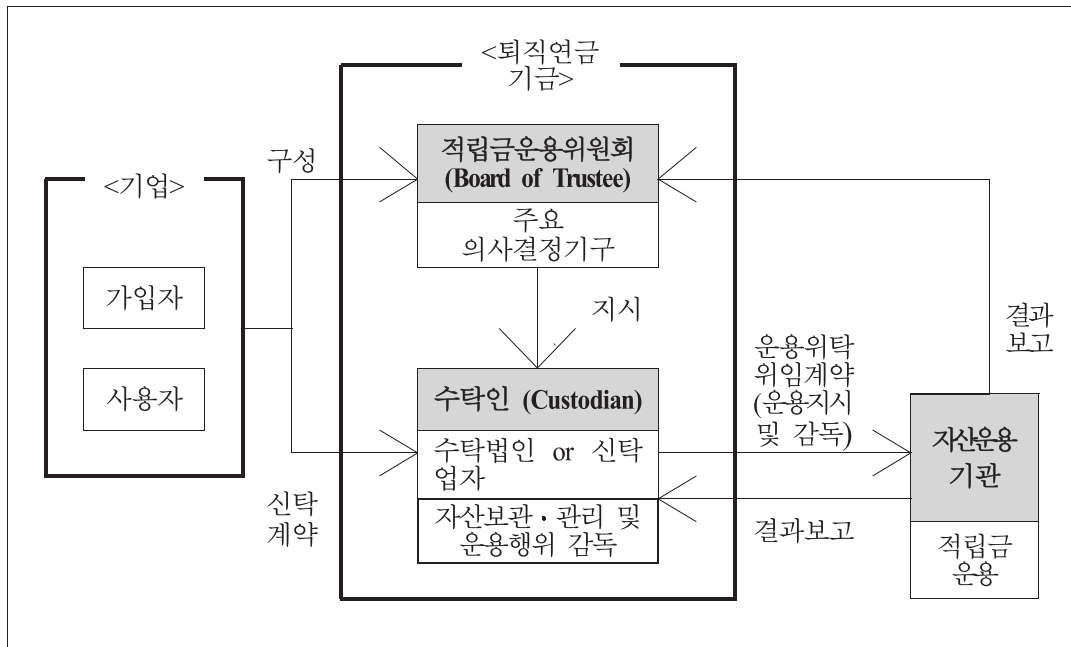 <퇴직연금
기금>
적립금운용위원회
(Board of Trustee)
주요
의사결정기구
구성
<기업>
가입자
사용자
지시
결과
보고
운용위탁
위임계약
(운용지시
및 감독)
수탁인 (Custodian)
수탁법인 or 신탁
업자
자산보관·관리 및
운용행위 감독
신탁
계약
결과보고
자산운용
기관
적립금
운용